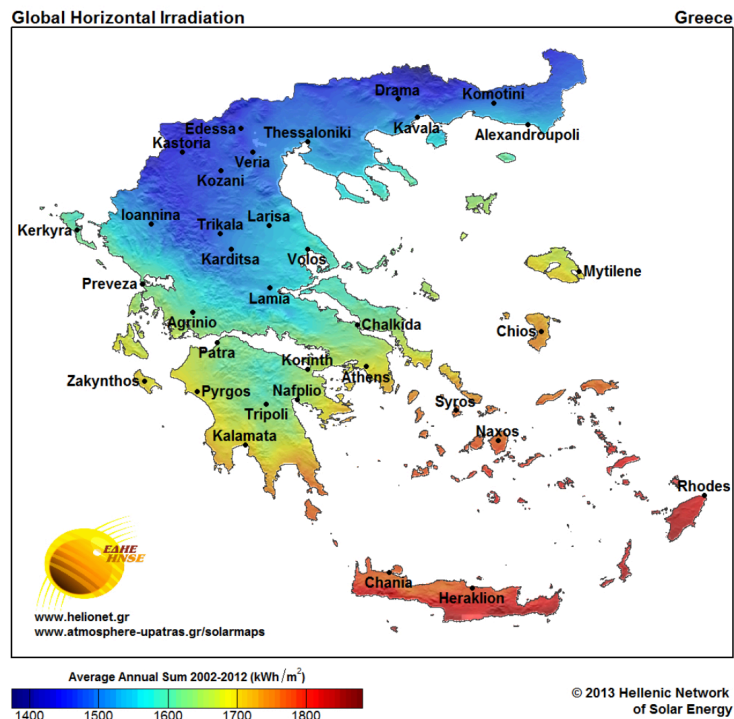 Global Horizontal Irradiation
Greece
Drama
Komotini
Edessa
Thessaloniki
Kavala
Alexandroupoli
Kastoria
Veria
Kozani
Ioannina
Larisa
Trikala
Kerkyra
Karditsa
Volos
Mytilene
Preveza
Lamia
Agrinio
Chalkida
Chios
Patra
Korinth
Athens
Zakynthos
Pyrgos
Nafplio
Syros
Tripoli
Naxos
Kalamata
Rhodes
ΕΔΗΕ
HNSE
Chania
Heraklion
www.helionet.gr
www.atmosphere-upatras.gr/solarmaps
Average Annual Sum 2002-2012 (kWh/m²)
1400 1500 1600 1700 1800
© 2013 Hellenic Network
of Solar Energy